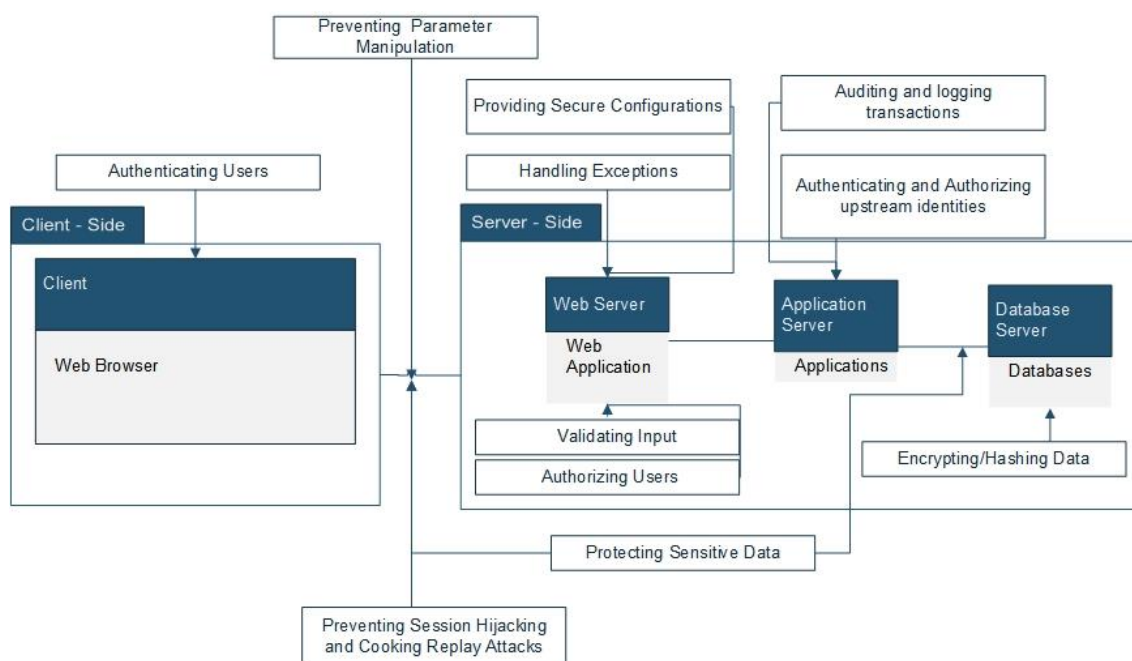 Preventing Parameter
Manipulation
Providing Secure Configurations
Auditing and logging
transactions
Authenticating Users
Handling Exceptions
Authenticating and Authorizing
upstream identities
Client - Side
Server - Side
Client
Web Browser
Web Server
Web
Application
Application
Server
Applications
Database
Server
Databases
Validating Input
Authorizing Users
Encrypting/Hashing Data
Protecting Sensitive Data
Preventing Session Hijacking
and Cooking Replay Attacks